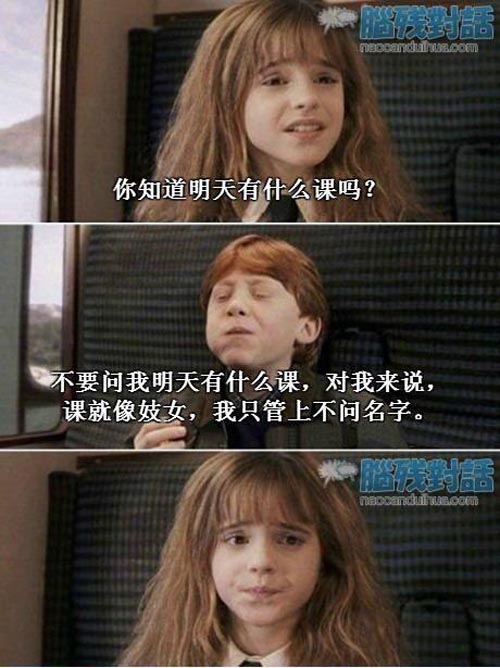 腦残對話
naocanduihua.com
你知道明天有什么课吗？
不要问我明天有什么课，对我来说，
课就像妓女，我只管上不问名字。
腦残對話
naocanduihua.com